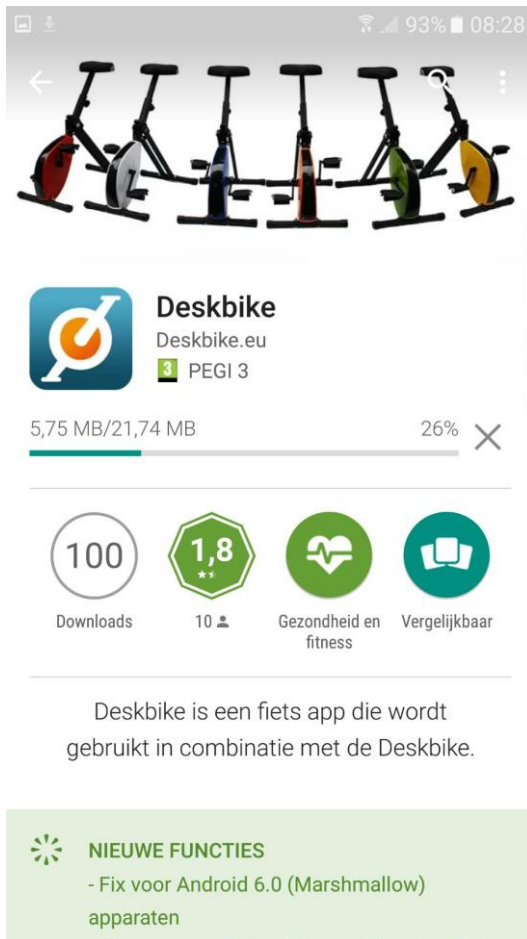 93% 08:28
Deskbike
Deskbike.eu
3 PEGI 3
5,75 MB/21,74 MB 26%
100
1,8
Downloads
10
Gezondheid en
fitness
Vergelijkbaar
Deskbike is een fiets app die wordt
gebruikt in combinatie met de Deskbike.
NIEUWE FUNCTIES
- Fix voor Android 6.0 (Marshmallow)
apparaten